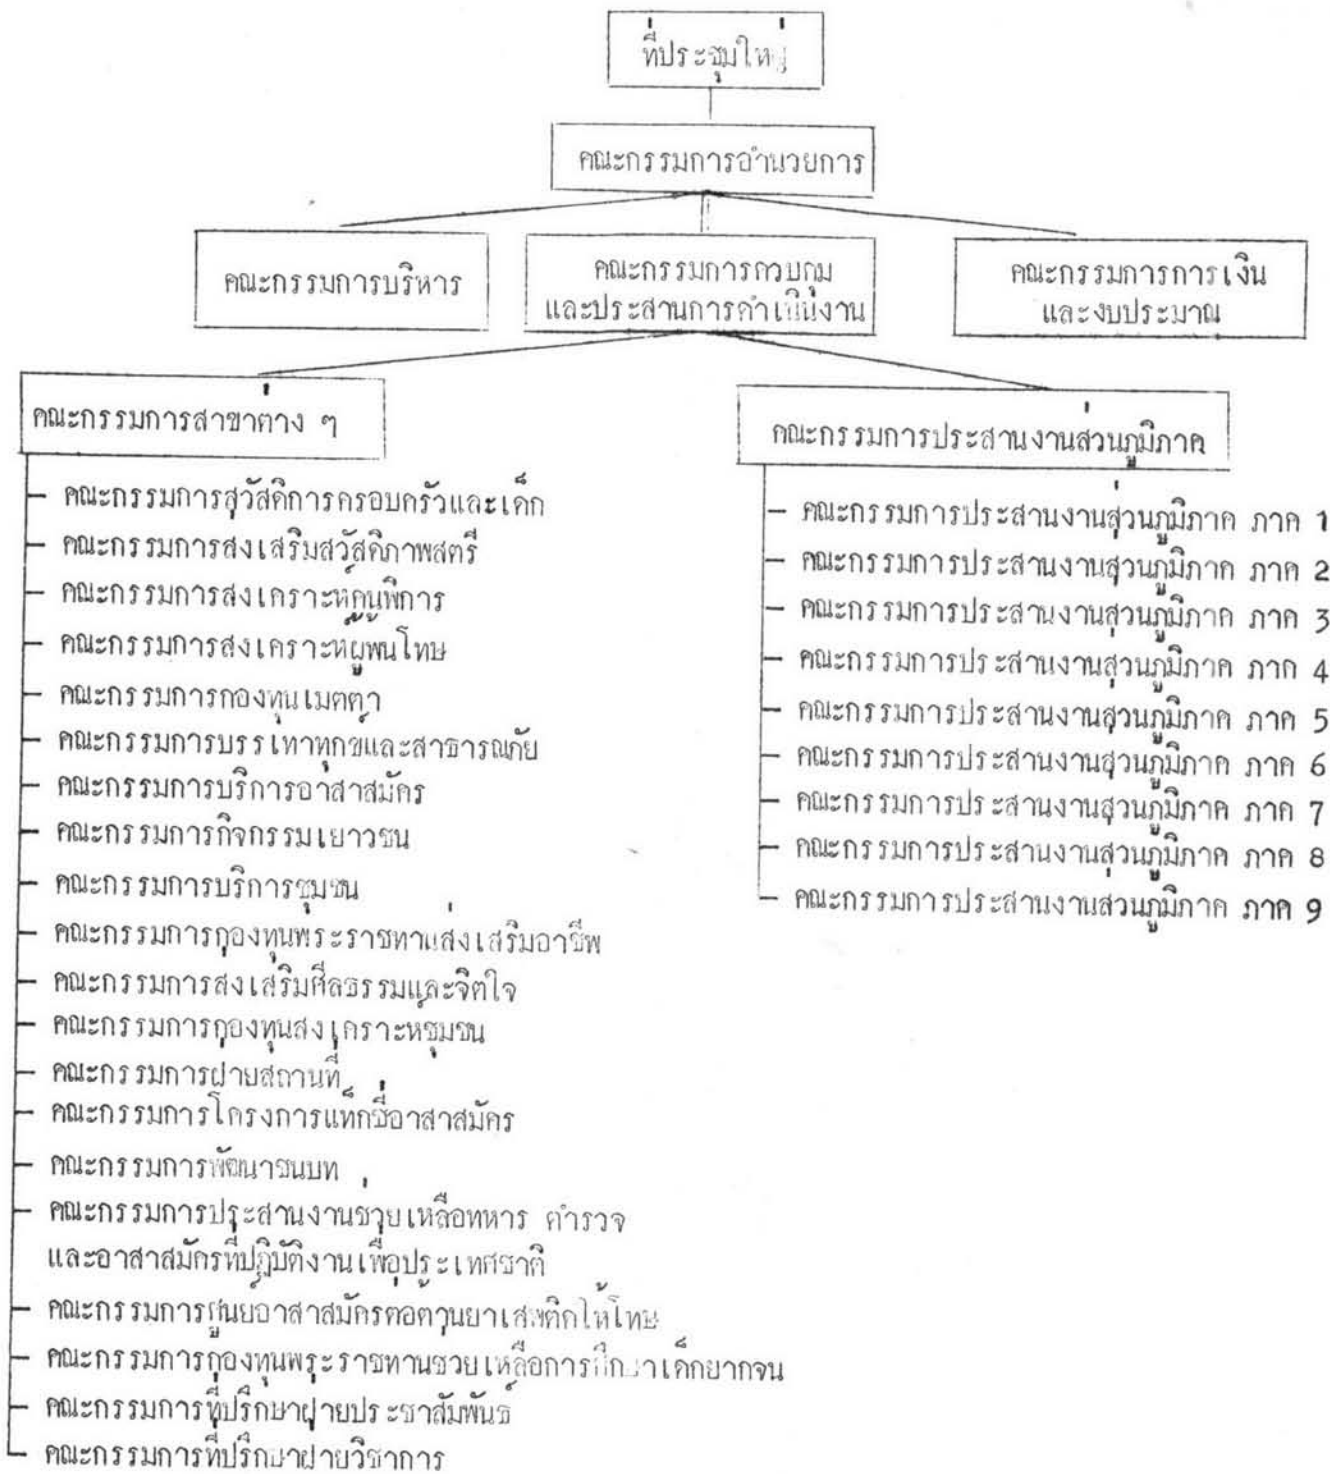 ที่ประชุมใหญ่
คณะกรรมการอำนวยการ
คณะกรรมการบริหาร
คณะกรรมการควบคุม
และประสานการดำเนินงาน
คณะกรรมการการเงิน
และงบประมาณ
คณะกรรมการสาขาต่าง ๆ
- คณะกรรมการสวัสดิการครอบครัวและเด็ก
- คณะกรรมการส่งเสริมสวัสดิภาพสตรี
- คณะกรรมการสงเคราะห์คนพิการ
- คณะกรรมการสงเคราะห์ผู้พ้นโทษ
- คณะกรรมการกองทุนเมตตา
- คณะกรรมการบรรเทาทุกข์และสาธารณภัย
- คณะกรรมการบริการอาสาสมัคร
- คณะกรรมการกิจกรรมเยาวชน
- คณะกรรมการบริการชุมชน
- คณะกรรมการกองทุนพระราชทานส่งเสริมอาชีพ
- คณะกรรมการส่งเสริมศีลธรรมและจิตใจ
- คณะกรรมการกองทุนสงเคราะห์ชุมชน
- คณะกรรมการฝ่ายสถานที่
- คณะกรรมการโครงการแท็กซี่อาสาสมัคร
- คณะกรรมการพัฒนาชนบท
- คณะกรรมการประสานงานช่วยเหลือทหาร ตำรวจ
และอาสาสมัครที่ปฏิบัติงานเพื่อประเทศชาติ
- คณะกรรมการศูนย์อาสาสมัครต่อต้านยาเสพติดให้โทษ
- คณะกรรมการกองทุนพระราชทานช่วยเหลือการศึกษาเด็กยากจน
- คณะกรรมการที่ปรึกษาฝ่ายประชาสัมพันธ์
- คณะกรรมการที่ปรึกษาฝ่ายวิชาการ
คณะกรรมการประสานงานส่วนภูมิภาค
- คณะกรรมการประสานงานส่วนภูมิภาค ภาค 1
- คณะกรรมการประสานงานส่วนภูมิภาค ภาค 2
- คณะกรรมการประสานงานส่วนภูมิภาค ภาค 3
- คณะกรรมการประสานงานส่วนภูมิภาค ภาค 4
- คณะกรรมการประสานงานส่วนภูมิภาค ภาค 5
- คณะกรรมการประสานงานส่วนภูมิภาค ภาค 6
- คณะกรรมการประสานงานส่วนภูมิภาค ภาค 7
- คณะกรรมการประสานงานส่วนภูมิภาค ภาค 8
- คณะกรรมการประสานงานส่วนภูมิภาค ภาค 9